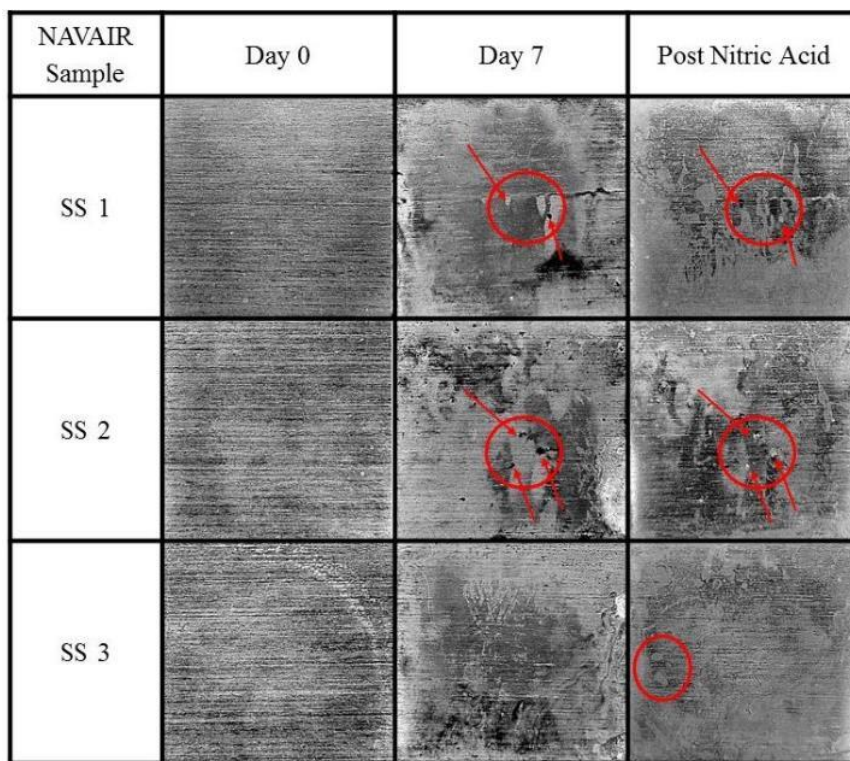 NAVAIR
Sample
Day 0
Day 7
Post Nitric Acid
SS 1
SS 2
SS 3